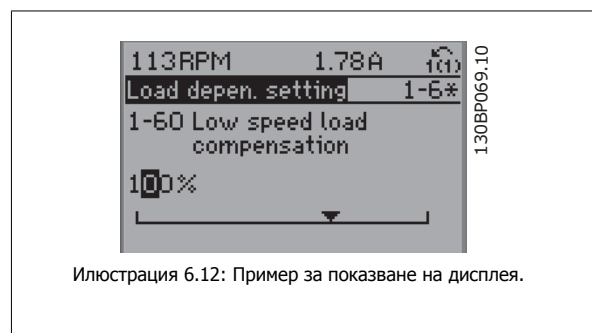 113RPM 1.78A 1(1)
Load depen. setting 1-6*
1-60 Low speed load
compensation
100%
130BP069.10
Илюстрация 6.12: Пример за показване на дисплея.